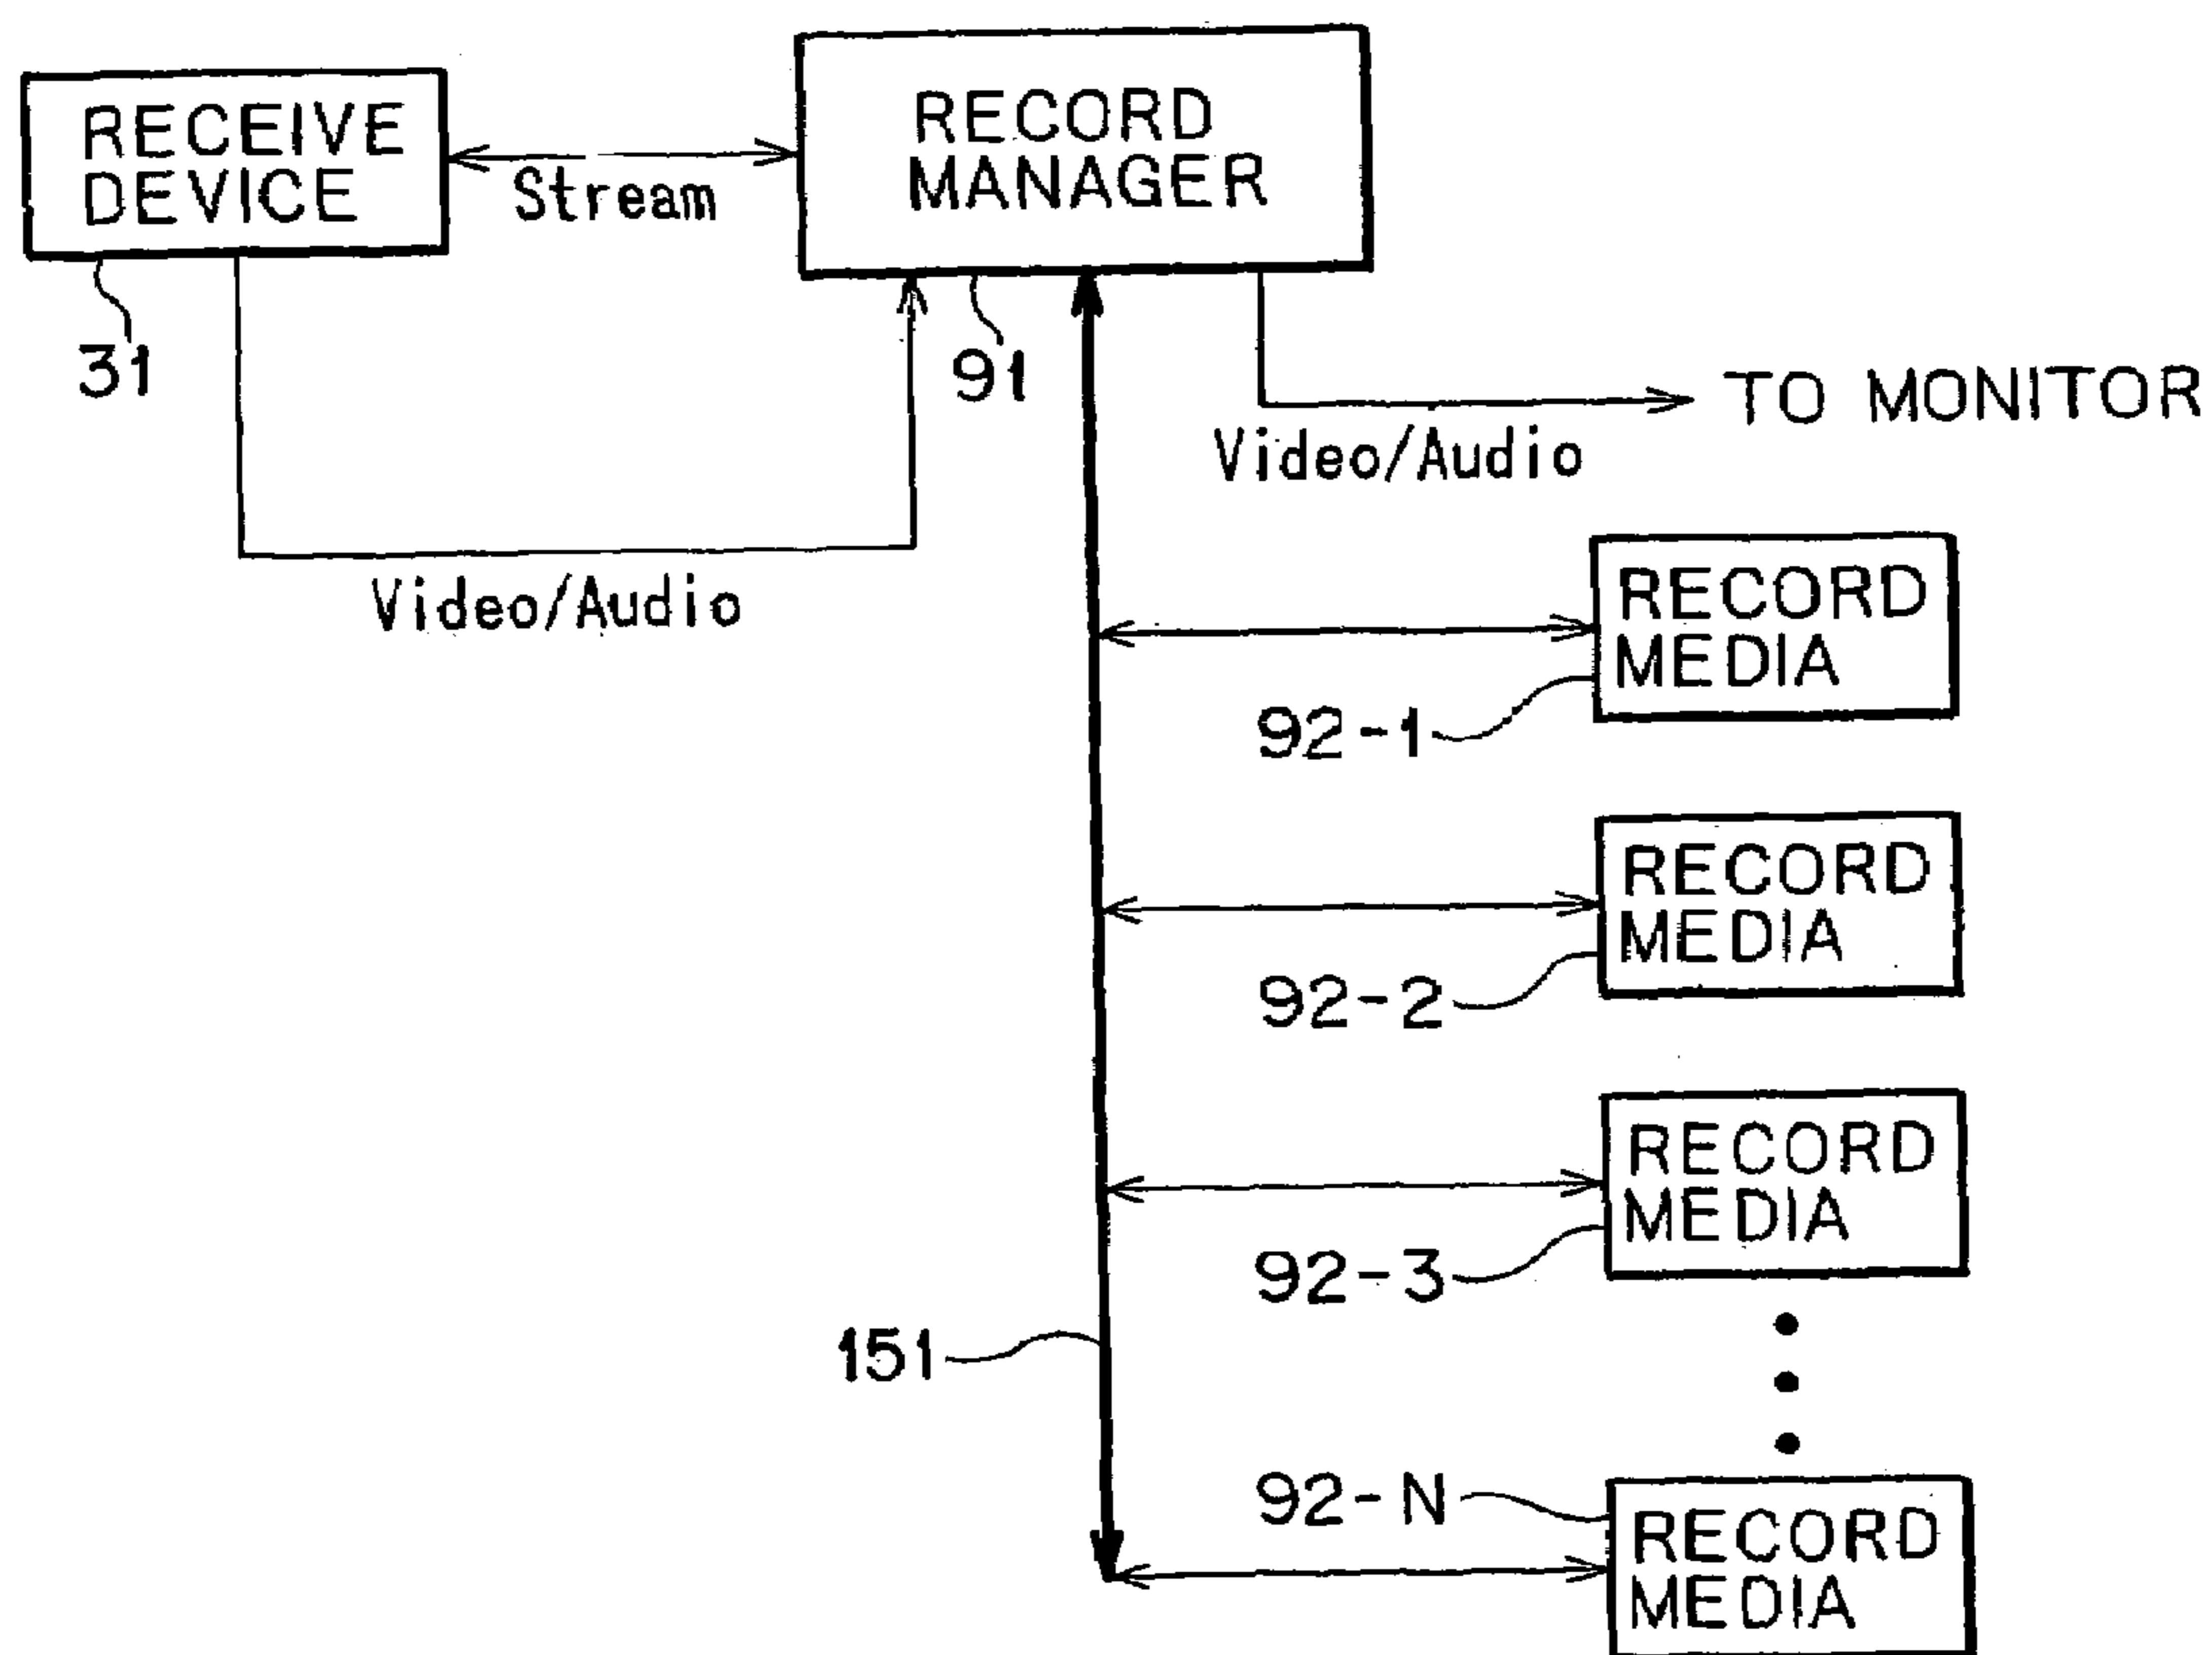 RECEIVE
DEVICE
31
Stream
RECORD
MANAGER
91
TO MONITOR
Video/Audio
Video/Audio
RECORD
MEDIA
92-1
RECORD
MEDIA
92-2
RECORD
MEDIA
92-3
151
92-N
RECORD
MEDIA